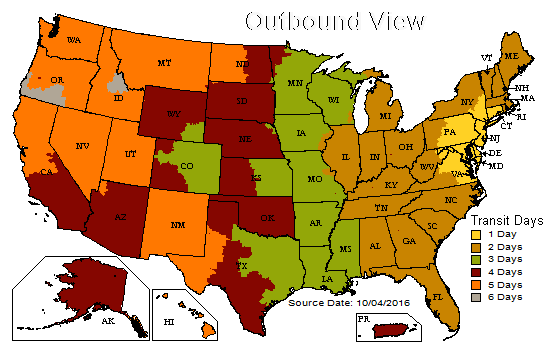 Outbound View
WA
MT
ND
OR
ID
MN
WI
SD
WY
ME
VT
NH
MA
NY
RI
CT
MI
PA
NJ
IA
NE
NV
UT
CO
CA
IL
IN
OH
DE
MD
WV
VA
KS
MO
KY
NC
TN
AZ
NM
OK
AR
SC
MS
AL
GA
TX
LA
FL
AK
HI
PR
Transit Days
1 Day
2 Days
3 Days
4 Days
5 Days
6 Days
Source Date: 10/04/2016